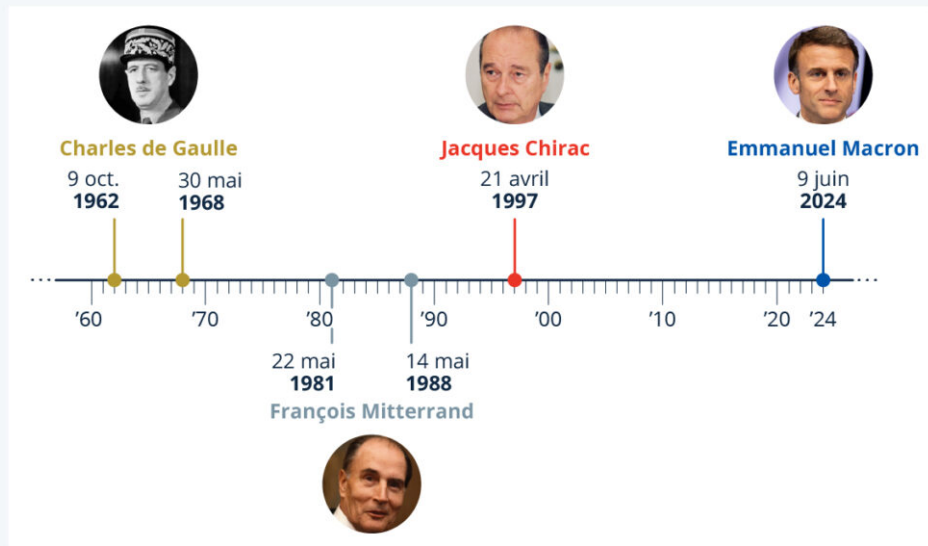 Charles de Gaulle
9 oct.
1962
30 mai
1968
Jacques Chirac
21 avril
1997
Emmanuel Macron
9 juin
2024
’60
’70
’80
’90
’00
’10
’20
’24
22 mai
1981
14 mai
1988
François Mitterrand